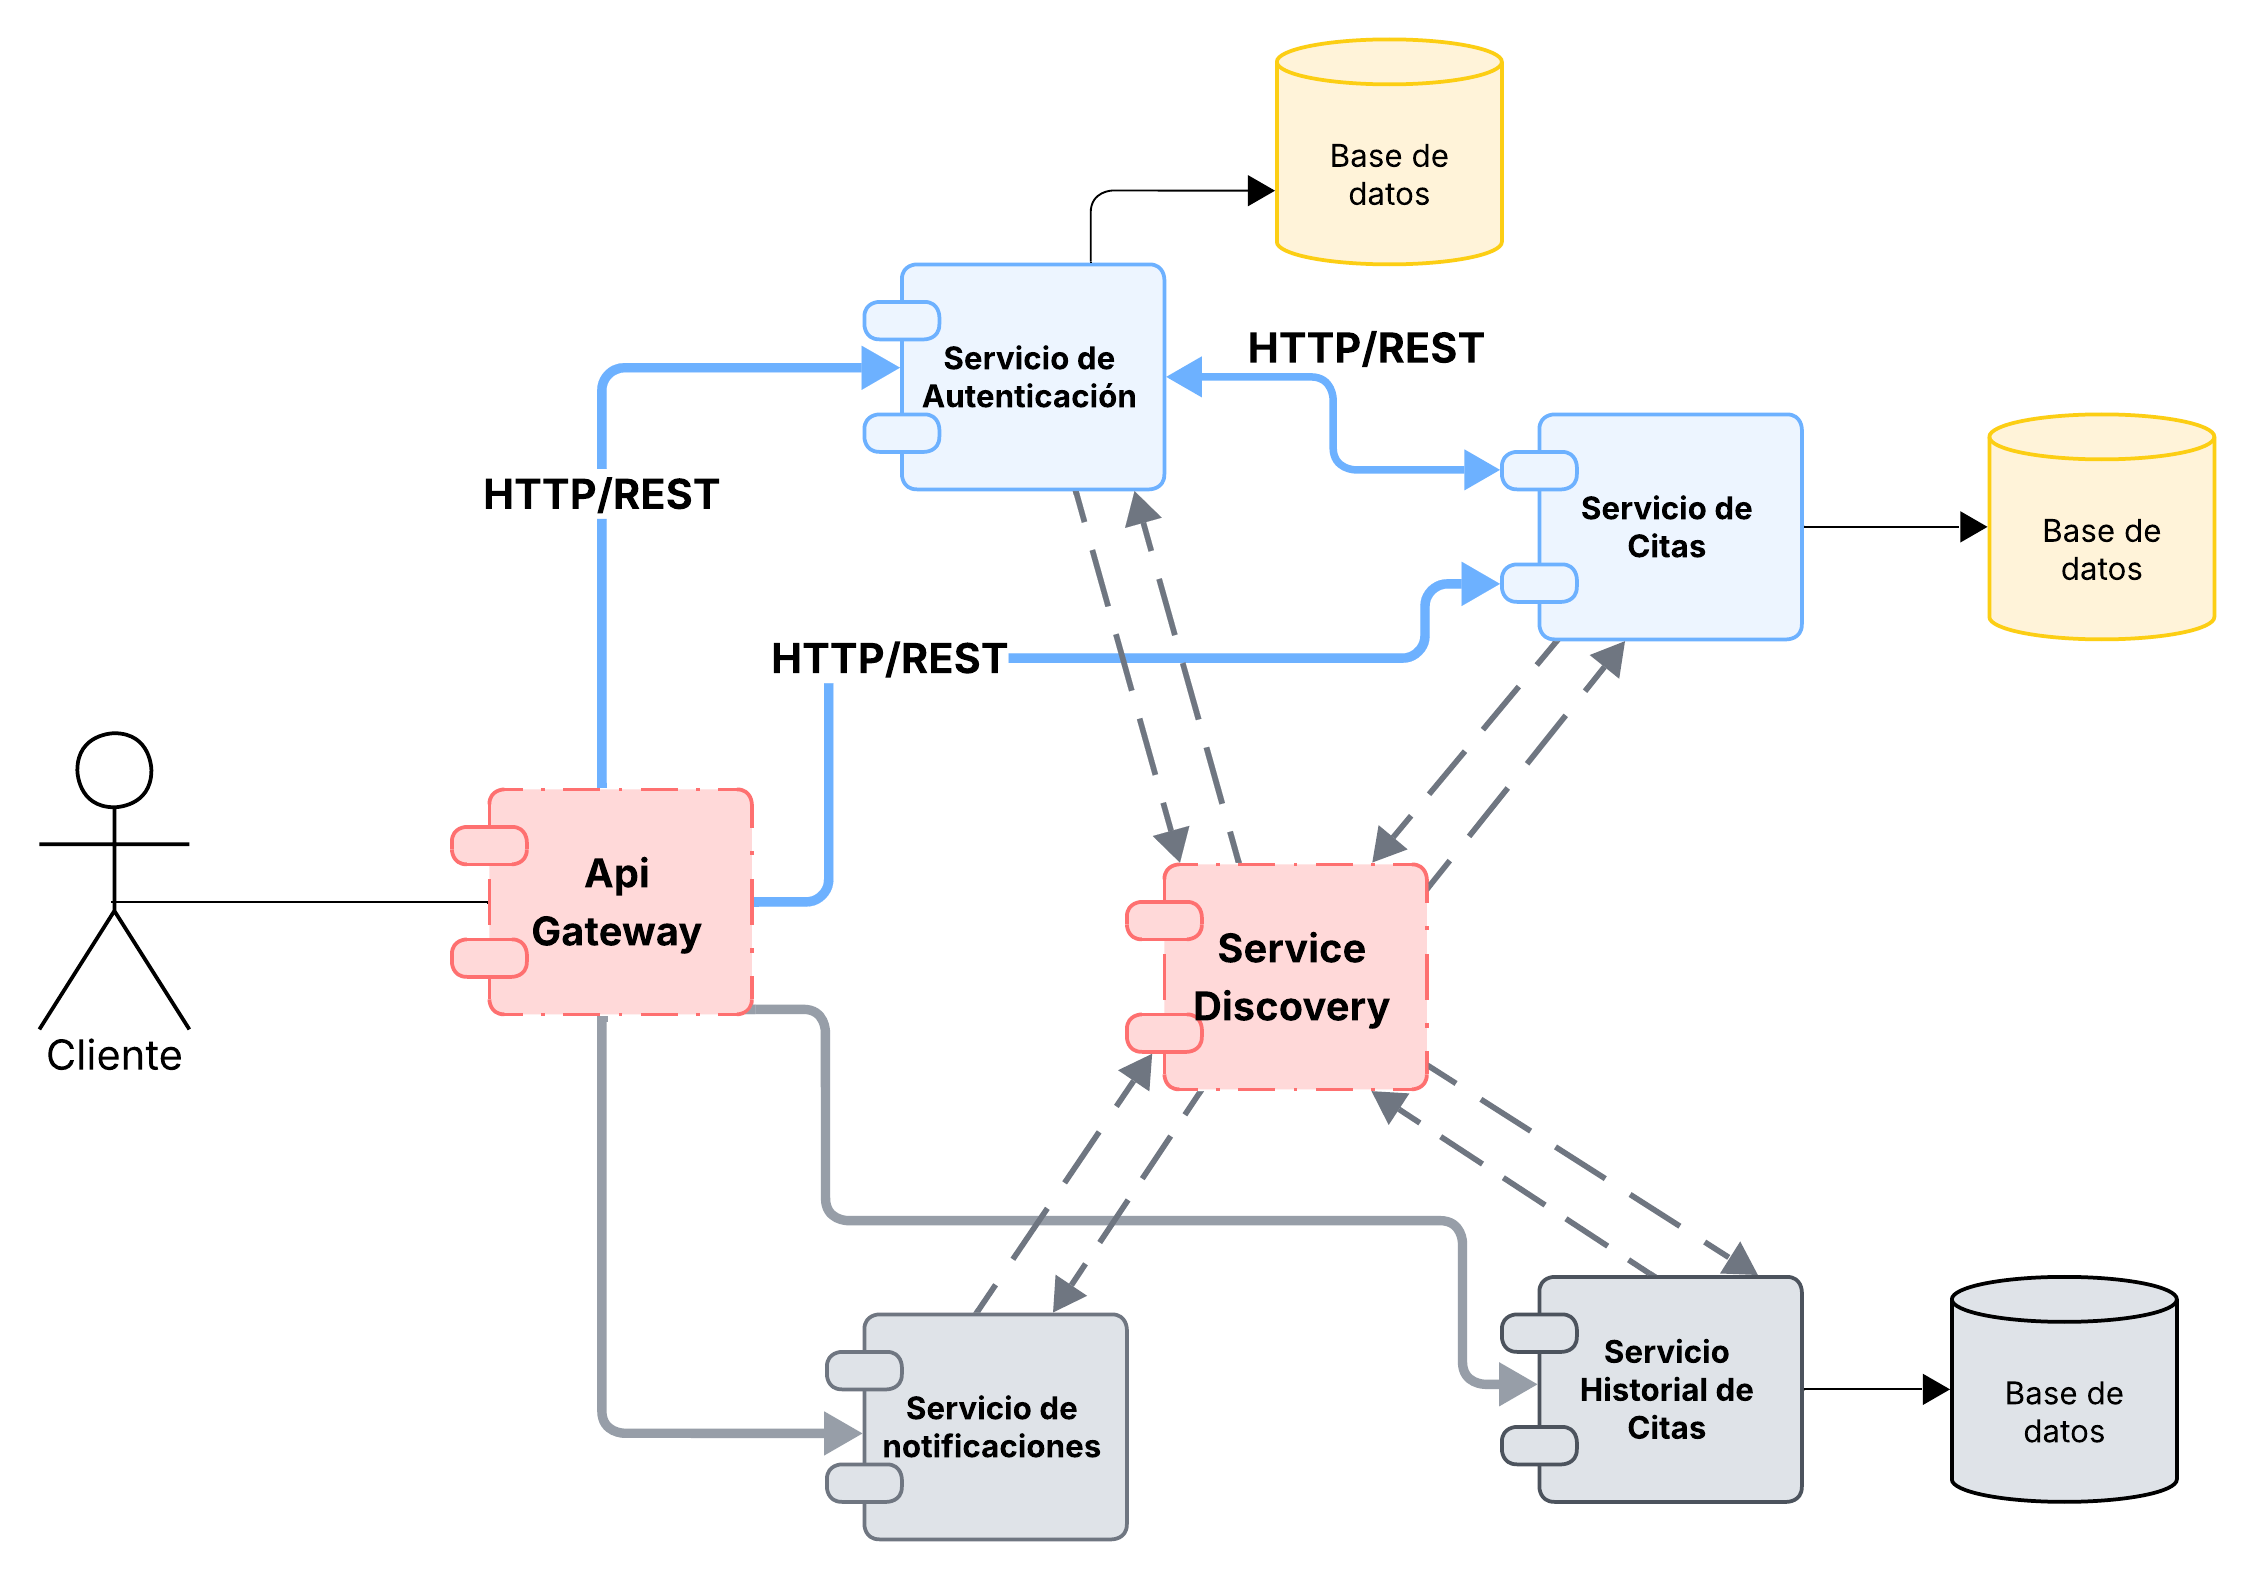 Base de
datos
HTTP/REST
Servicio de
Autenticación
HTTP/REST
Servicio de
Citas
Base de
datos
HTTP/REST
Api
Gateway
Service
Discovery
Cliente
Servicio
Historial de
Citas
Base de
datos
Servicio de
notificaciones